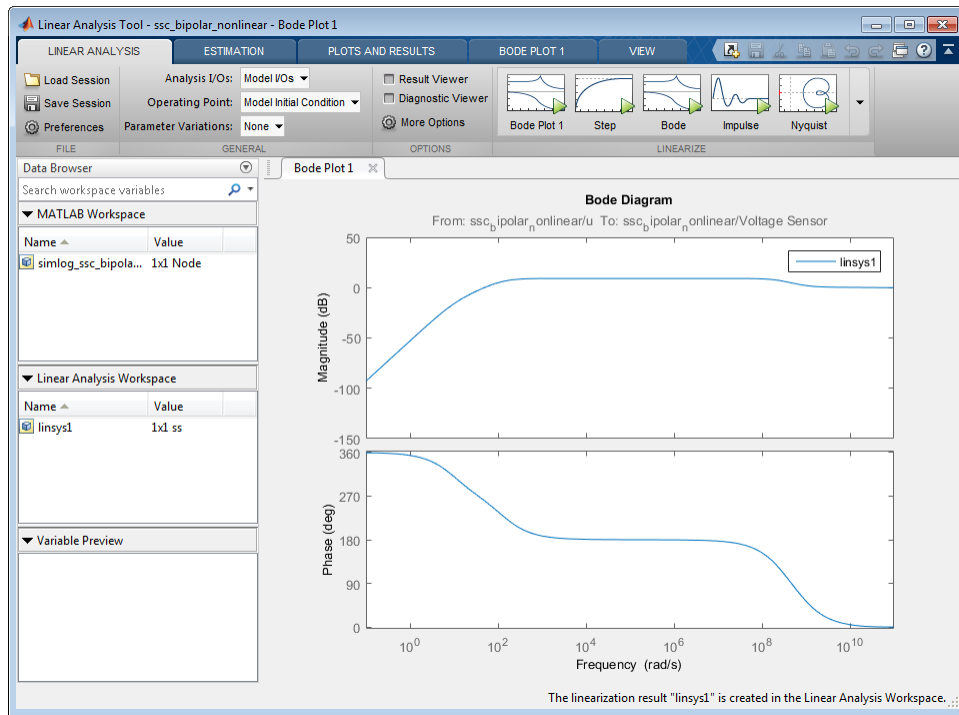 Linear Analysis Tool - ssc_bipolar_nonlinear - Bode Plot 1
LINEAR ANALYSIS ESTIMATION PLOTS AND RESULTS BODE PLOT 1 VIEW
Load Session
Save Session
Preferences
FILE
Analysis I/Os: Model I/Os
Operating Point: Model Initial Condition
Parameter Variations: None
GENERAL
Result Viewer
Diagnostic Viewer
More Options
OPTIONS
Bode Plot 1 Step Bode Impulse Nyquist
LINEARIZE
Data Browser
Search workspace variables
MATLAB Workspace
Name Value
simlog_ssc_bipola... 1x1 Node
Linear Analysis Workspace
Name Value
linsys1 1x1 ss
Variable Preview
Bode Plot 1
Bode Diagram
From: ssc_bipolar_nonlinear/u To: ssc_bipolar_nonlinear/Voltage Sensor
linsys1
Magnitude (dB)
50
0
-50
-100
-150
Phase (deg)
360
270
180
90
0
10^0 10^2 10^4 10^6 10^8 10^10
Frequency (rad/s)
The linearization result "linsys1" is created in the Linear Analysis Workspace.